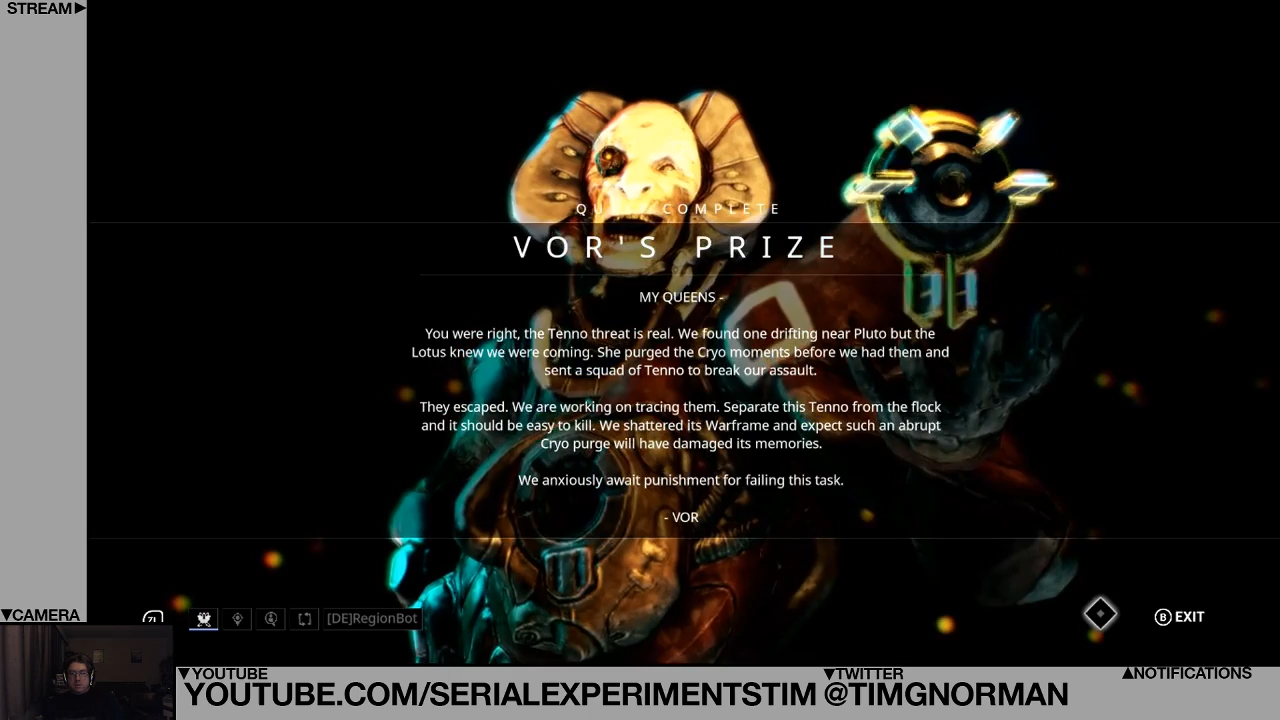 STREAM▶
QUEST COMPLETE
VOR'S PRIZE
MY QUEENS -
You were right, the Tenno threat is real. We found one drifting near Pluto but the
Lotus knew we were coming. She purged the Cryo moments before we had them and
sent a squad of Tenno to break our assault.
They escaped. We are working on tracing them. Separate this Tenno from the flock
and it should be easy to kill. We shattered its Warframe and expect such an abrupt
Cryo purge will have damaged its memories.
We anxiously await punishment for failing this task.
- VOR
ZL
[DE]RegionBot
B EXIT
▼CAMERA
▼YOUTUBE
▼TWITTER
▲NOTIFICATIONS
YOUTUBE.COM/SERIALEXPERIMENTSTIM @TIMGNORMAN